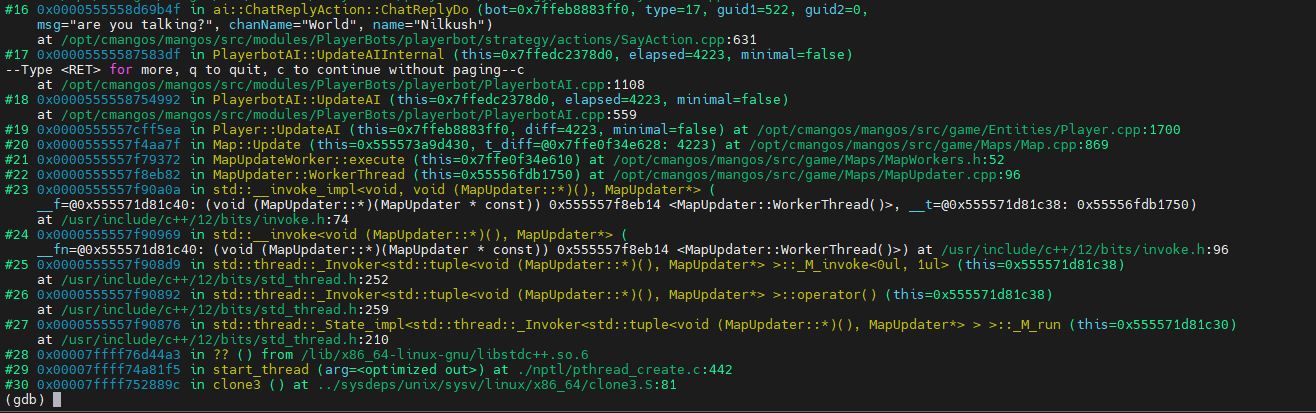 #16 0x0000555558d69b4f in ai::ChatReplyAction::ChatReplyDo (bot=0x7ffeb8883ff0, type=17, guid1=522, guid2=0,
    msg="are you talking?", chanName="World", name="Nilkush")
    at /opt/cmangos/mangos/src/modules/PlayerBots/playerbot/strategy/actions/SayAction.cpp:631
#17 0x00005555587583df in PlayerbotAI::UpdateAIInternal (this=0x7ffedc2378d0, elapsed=4223, minimal=false)
--Type <RET> for more, q to quit, c to continue without paging--c
    at /opt/cmangos/mangos/src/modules/PlayerBots/playerbot/PlayerbotAI.cpp:1108
#18 0x0000555558754992 in PlayerbotAI::UpdateAI (this=0x7ffedc2378d0, elapsed=4223, minimal=false)
    at /opt/cmangos/mangos/src/modules/PlayerBots/playerbot/PlayerbotAI.cpp:559
#19 0x0000555557cff5ea in Player::UpdateAI (this=0x7ffeb8883ff0, diff=4223, minimal=false) at /opt/cmangos/mangos/src/game/Entities/Player.cpp:1700
#20 0x0000555557f4aa7f in Map::Update (this=0x555573a9d430, t_diff=@0x7ffe0f34e628: 4223) at /opt/cmangos/mangos/src/game/Maps/Map.cpp:869
#21 0x0000555557f79372 in MapUpdateWorker::execute (this=0x7ffe0f34e610) at /opt/cmangos/mangos/src/game/Maps/MapWorkers.h:52
#22 0x0000555557f8eb82 in MapUpdater::WorkerThread (this=0x55556fdb1750) at /opt/cmangos/mangos/src/game/Maps/MapUpdater.cpp:96
#23 0x0000555557f90a0a in std::__invoke_impl<void, void (MapUpdater::*)(), MapUpdater*> (
    __f=@0x555571d81c40: (void (MapUpdater::*)(MapUpdater * const)) 0x555557f8eb14 <MapUpdater::WorkerThread()>, __t=@0x555571d81c38: 0x55556fdb1750)
    at /usr/include/c++/12/bits/invoke.h:74
#24 0x0000555557f90969 in std::__invoke<void (MapUpdater::*)(), MapUpdater*> (
    __fn=@0x555571d81c40: (void (MapUpdater::*)(MapUpdater * const)) 0x555557f8eb14 <MapUpdater::WorkerThread()>) at /usr/include/c++/12/bits/invoke.h:96
#25 0x0000555557f908d9 in std::thread::_Invoker<std::tuple<void (MapUpdater::*)(), MapUpdater*> >::_M_invoke<0ul, 1ul> (this=0x555571d81c38)
    at /usr/include/c++/12/bits/std_thread.h:252
#26 0x0000555557f90892 in std::thread::_Invoker<std::tuple<void (MapUpdater::*)(), MapUpdater*> >::operator() (this=0x555571d81c38)
    at /usr/include/c++/12/bits/std_thread.h:259
#27 0x0000555557f90876 in std::thread::_State_impl<std::thread::_Invoker<std::tuple<void (MapUpdater::*)(), MapUpdater*> > >::_M_run (this=0x555571d81c30)
    at /usr/include/c++/12/bits/std_thread.h:210
#28 0x00007ffff76d44a3 in ?? () from /lib/x86_64-linux-gnu/libstdc++.so.6
#29 0x00007ffff74a81f5 in start_thread (arg=<optimized out>) at ./nptl/pthread_create.c:442
#30 0x00007ffff752889c in clone3 () at ../sysdeps/unix/sysv/linux/x86_64/clone3.S:81
(gdb)